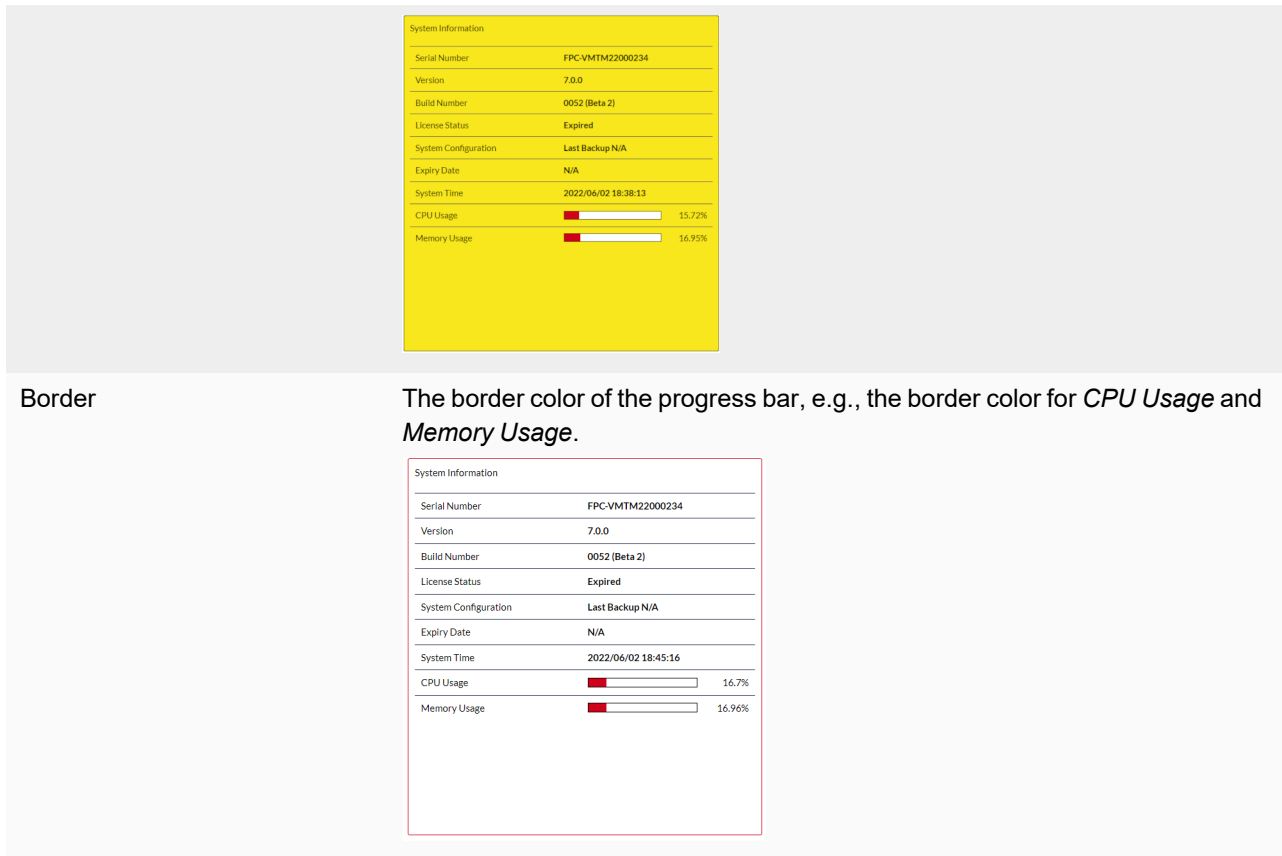 System Information
Serial Number FPC-VMTM22000234
Version 7.0.0
Build Number 0052 (Beta 2)
License Status Expired
System Configuration Last Backup N/A
Expiry Date N/A
System Time 2022/06/02 18:38:13
CPU Usage 15.72%
Memory Usage 16.95%
Border The border color of the progress bar, e.g., the border color for CPU Usage and
Memory Usage.
System Information
Serial Number FPC-VMTM22000234
Version 7.0.0
Build Number 0052 (Beta 2)
License Status Expired
System Configuration Last Backup N/A
Expiry Date N/A
System Time 2022/06/02 18:45:16
CPU Usage 16.7%
Memory Usage 16.96%